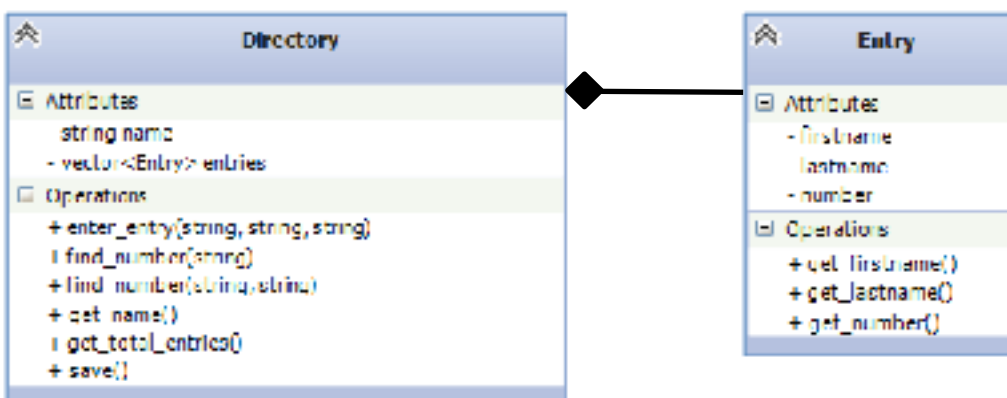 Directory
Attributes
string name
- vector<Entry> entries
Operations
+ enter_entry(string, string, string)
+ find_number(string)
+ find_number(string, string)
+ get_name()
+ get_total_entries()
+ save()
Entry
Attributes
- firstname
lastname
- number
Operations
+ get_firstname()
+ get_lastname()
+ get_number()